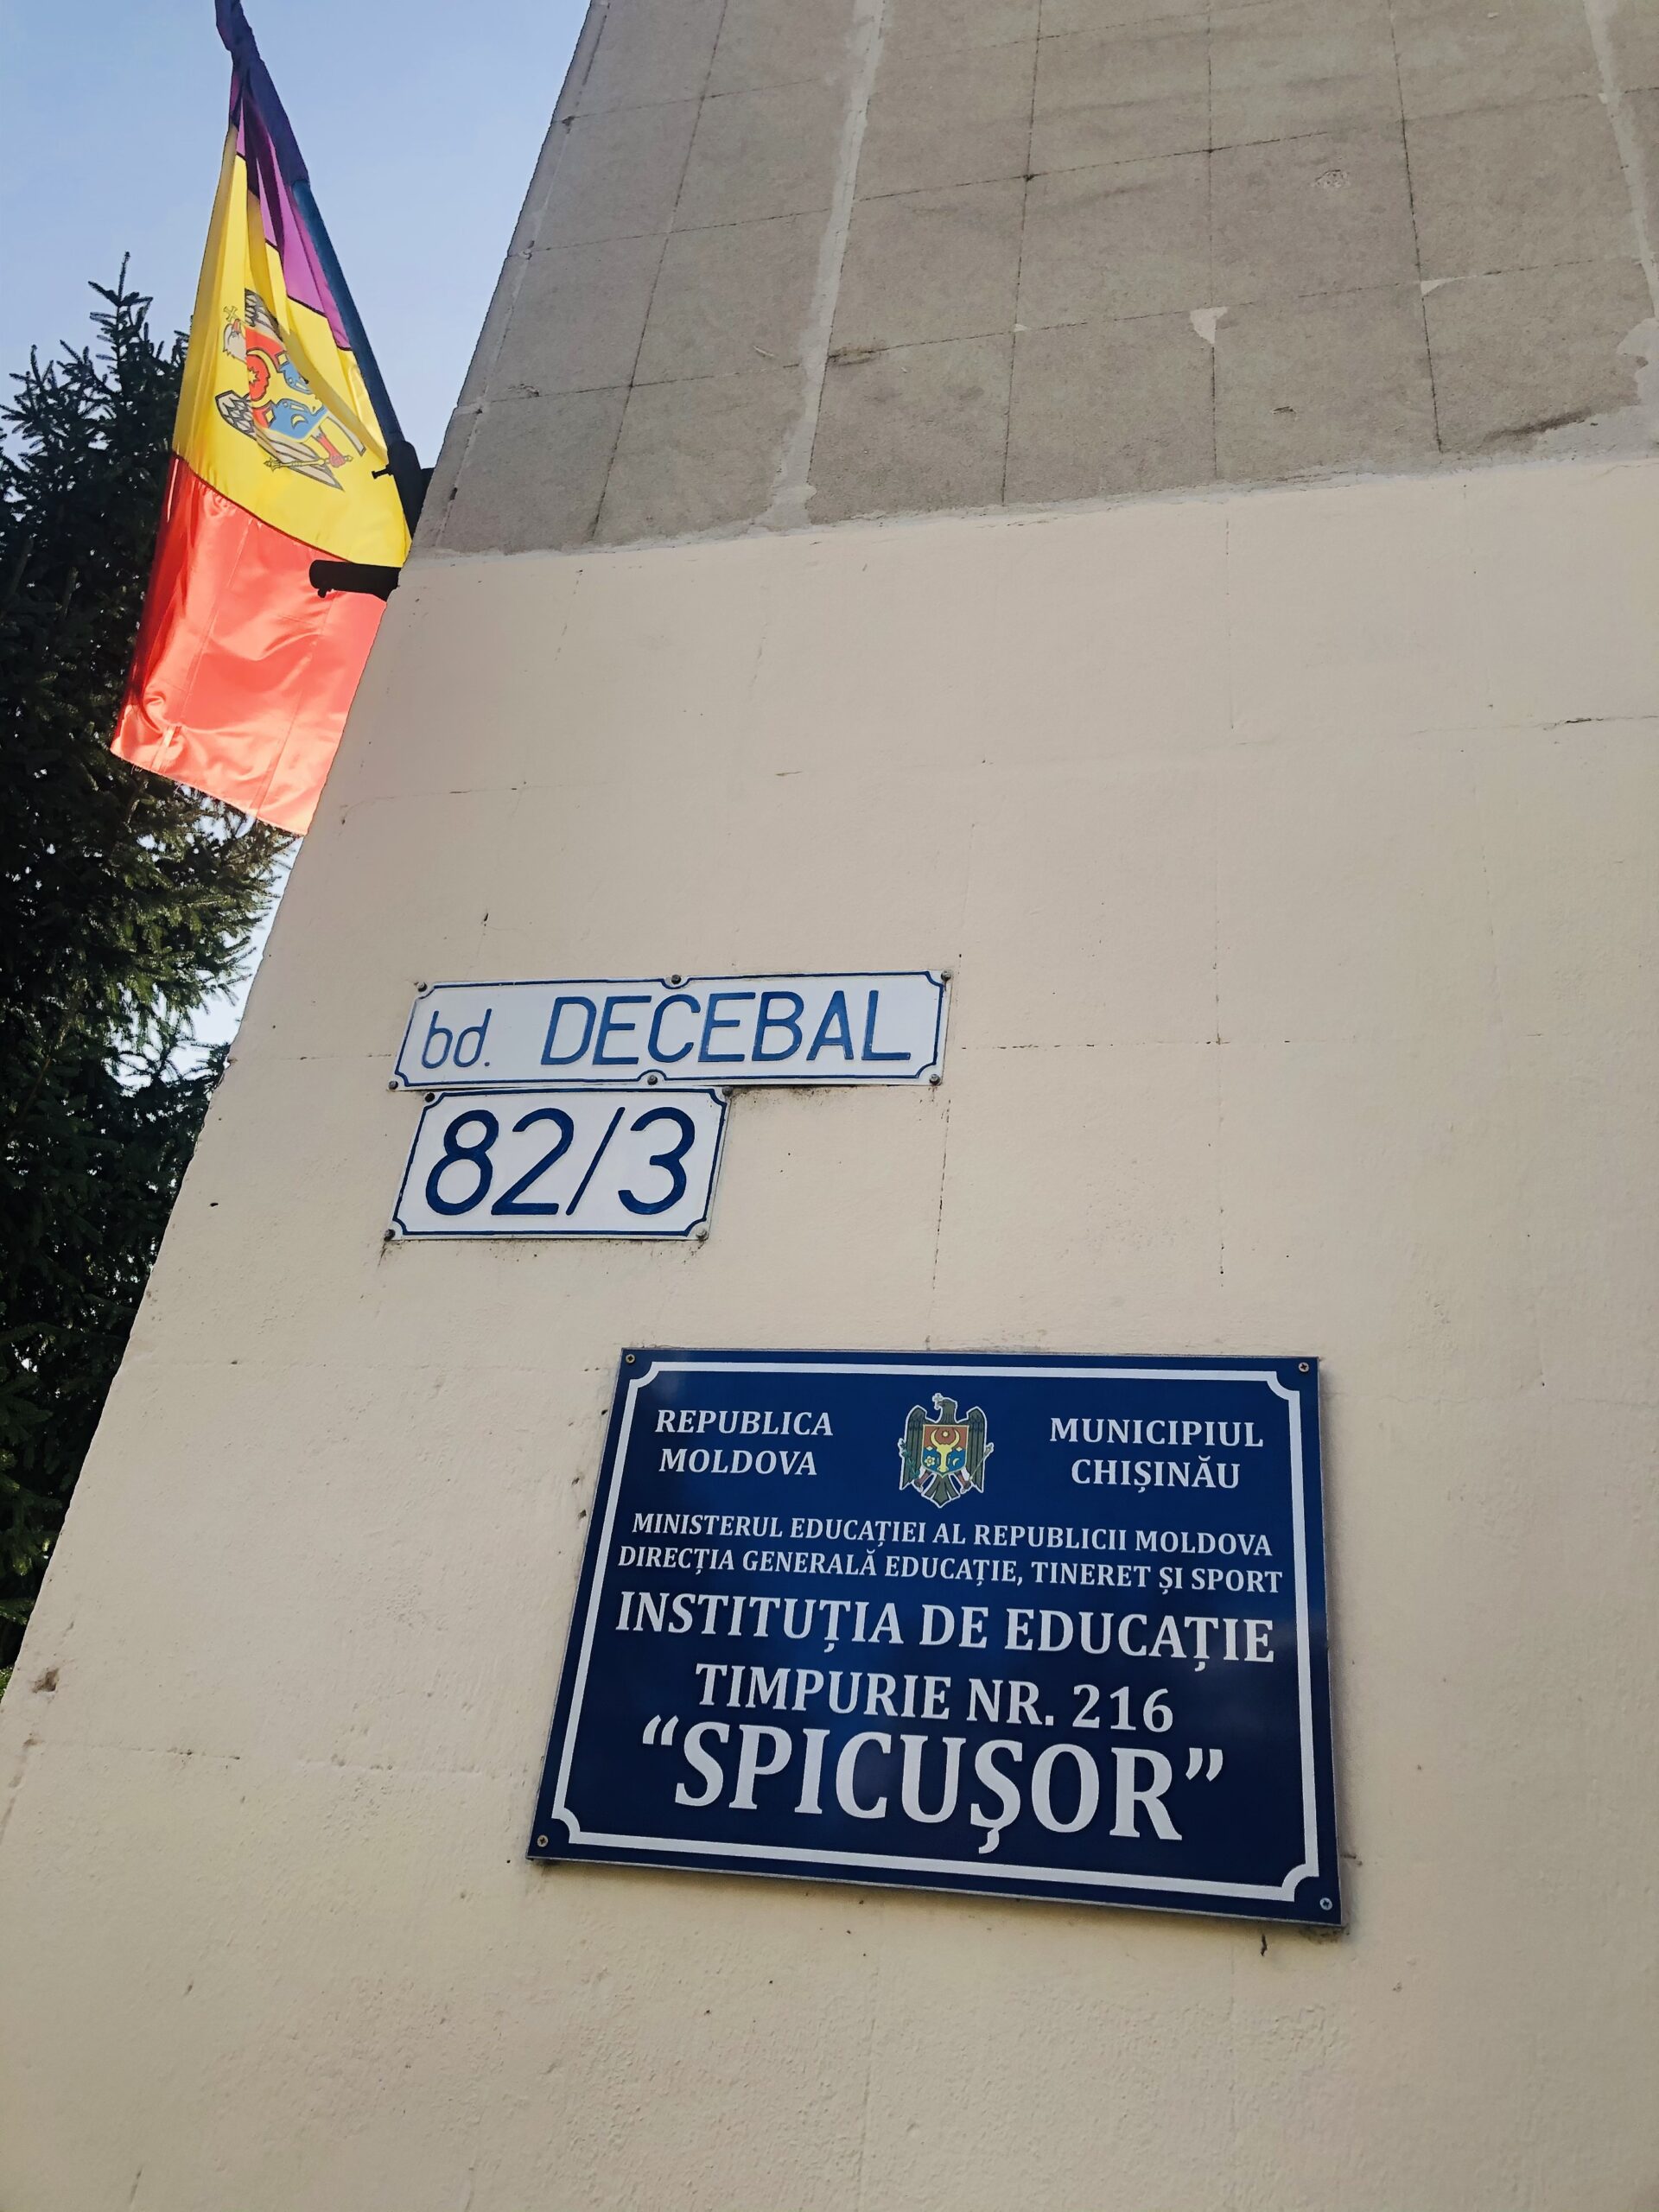 bd. DECEBAL
82/3
REPUBLICA
MOLDOVA
MUNICIPIUL
CHIȘINĂU
MINISTERUL EDUCAȚIEI AL REPUBLICII MOLDOVA
DIRECȚIA GENERALĂ EDUCAȚIE, TINERET ȘI SPORT
INSTITUȚIA DE EDUCAȚIE
TIMPURIE NR. 216
“SPICUȘOR”